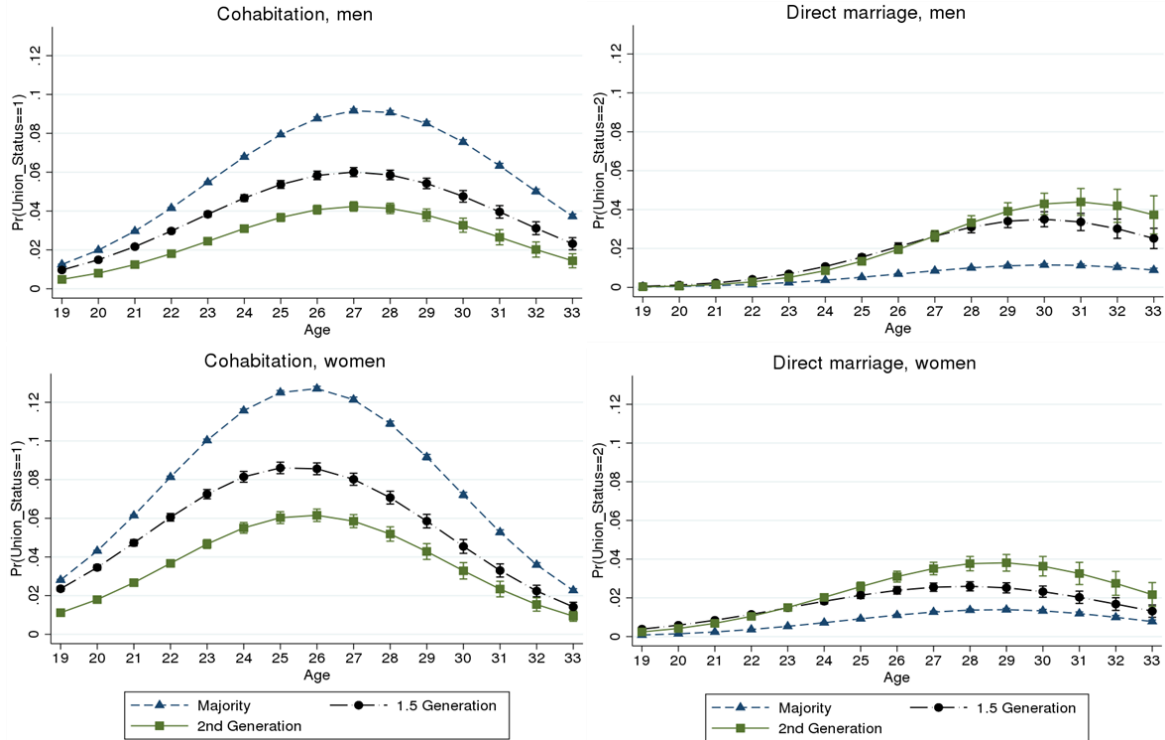 Cohabitation, men
Pr(Union_Status==1)
.12
.1
.08
.06
.04
.02
0
19 20 21 22 23 24 25 26 27 28 29 30 31 32 33
Age
Direct marriage, men
Pr(Union_Status==2)
.12
.1
.08
.06
.04
.02
0
19 20 21 22 23 24 25 26 27 28 29 30 31 32 33
Age
Cohabitation, women
Pr(Union_Status==1)
.12
.1
.08
.06
.04
.02
0
19 20 21 22 23 24 25 26 27 28 29 30 31 32 33
Age
Majority 1.5 Generation
2nd Generation
Direct marriage, women
Pr(Union_Status==2)
.12
.1
.08
.06
.04
.02
0
19 20 21 22 23 24 25 26 27 28 29 30 31 32 33
Age
Majority 1.5 Generation
2nd Generation